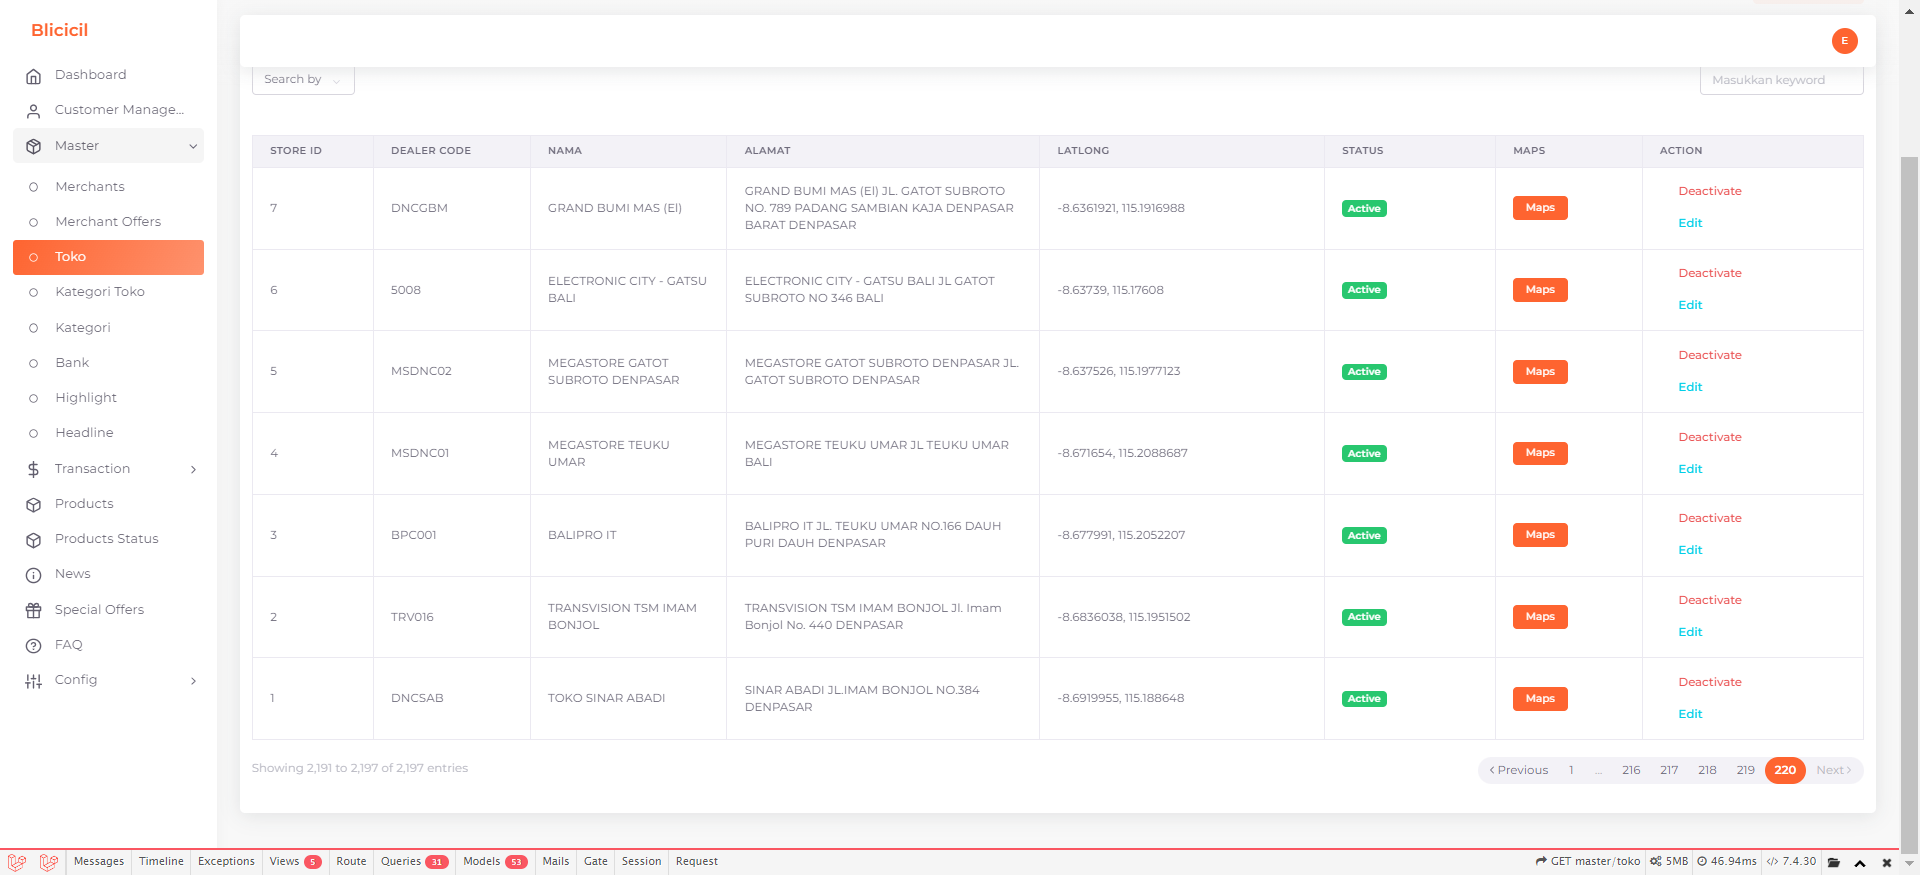 Blicicil
E
Dashboard
Customer Manage...
Master
Merchants
Merchant Offers
Toko
Kategori Toko
Kategori
Bank
Highlight
Headline
Transaction
Products
Products Status
News
Special Offers
FAQ
Config
Search by
Masukkan keyword
STORE ID DEALER CODE NAMA ALAMAT LATLONG STATUS MAPS ACTION
7 DNCGBM GRAND BUMI MAS (El) GRAND BUMI MAS (El) JL. GATOT SUBROTO
NO. 789 PADANG SAMBIAN KAJA DENPASAR
BARAT DENPASAR
-8.6361921, 115.1916988 Active Maps Deactivate
Edit
6 5008 ELECTRONIC CITY - GATSU
BALI
ELECTRONIC CITY - GATSU BALI JL GATOT
SUBROTO NO 346 BALI
-8.63739, 115.17608 Active Maps Deactivate
Edit
5 MSDNC02 MEGASTORE GATOT
SUBROTO DENPASAR
MEGASTORE GATOT SUBROTO DENPASAR JL.
GATOT SUBROTO DENPASAR
-8.637526, 115.1977123 Active Maps Deactivate
Edit
4 MSDNC01 MEGASTORE TEUKU
UMAR
MEGASTORE TEUKU UMAR JL TEUKU UMAR
BALI
-8.671654, 115.2088687 Active Maps Deactivate
Edit
3 BPC001 BALIPRO IT BALIPRO IT JL. TEUKU UMAR NO.166 DAUH
PURI DAUH DENPASAR
-8.677991, 115.2052207 Active Maps Deactivate
Edit
2 TRV016 TRANSVISION TSM IMAM
BONJOL
TRANSVISION TSM IMAM BONJOL Jl. Imam
Bonjol No. 440 DENPASAR
-8.6836038, 115.1951502 Active Maps Deactivate
Edit
1 DNCSAB TOKO SINAR ABADI SINAR ABADI JL.IMAM BONJOL NO.384
DENPASAR
-8.6919955, 115.188648 Active Maps Deactivate
Edit
Showing 2,191 to 2,197 of 2,197 entries
‹ Previous 1 ... 216 217 218 219 220 Next ›
Messages Timeline Exceptions Views 5 Route Queries 31 Models 53 Mails Gate Session Request GET master/toko 5MB 46.94ms </> 7.4.30